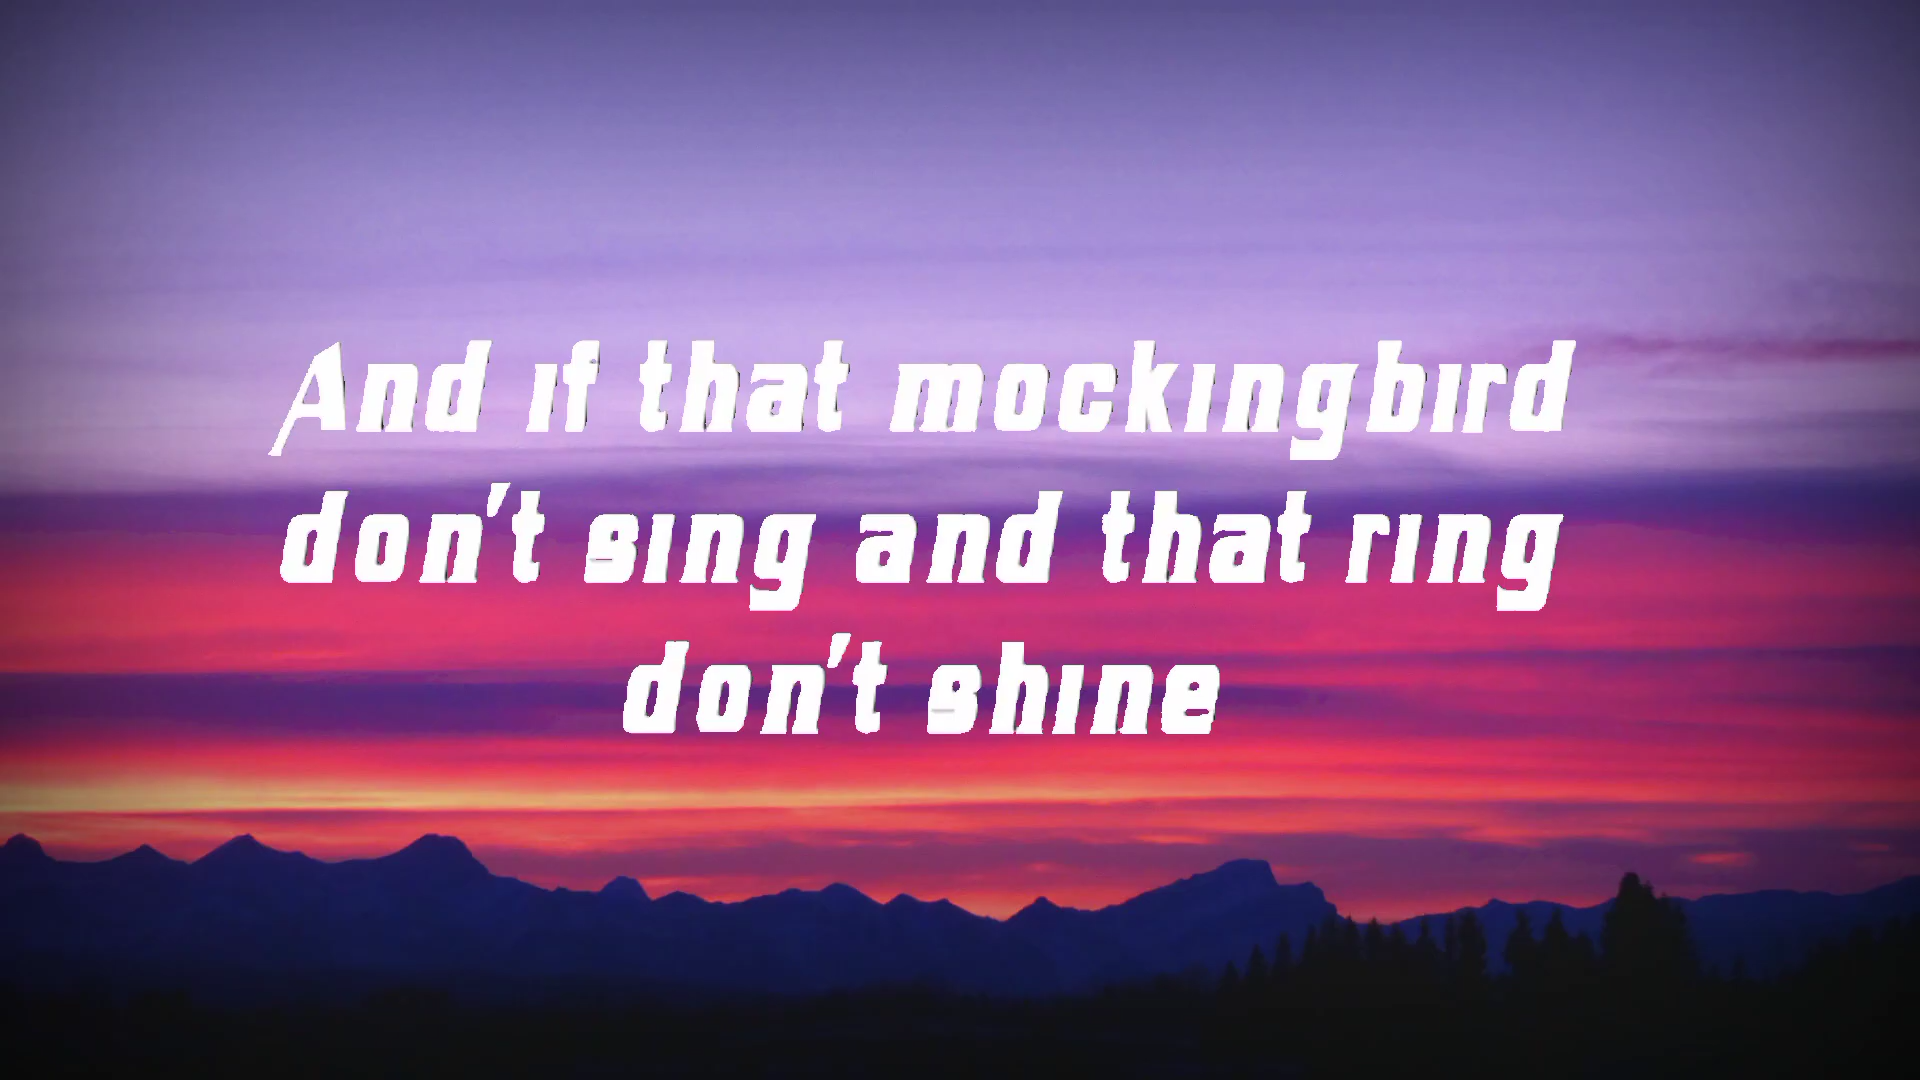 And if that mockingbird
don't sing and that ring
don't shine